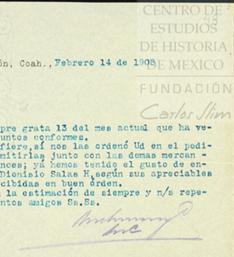 CENTRO DE
ESTUDIOS
DE HISTORIA
DE MEXICO
FUNDACIÓN
Carlos Slim
ón, Coah., Febrero 14 de 1908
pre grata 13 del mes actual que ha ve-
untos conformes.
fiere, si nos las ordenó Ud en el pedi-
mitirlas junto con las demas mercan
nces; ya hemos tenido el gusto de en-
Dionisio Salas H, según sus apreciables
cibidas en buen órden.
a la estimación de siempre y n/s repe-
ntos amigos Ss.Ss.